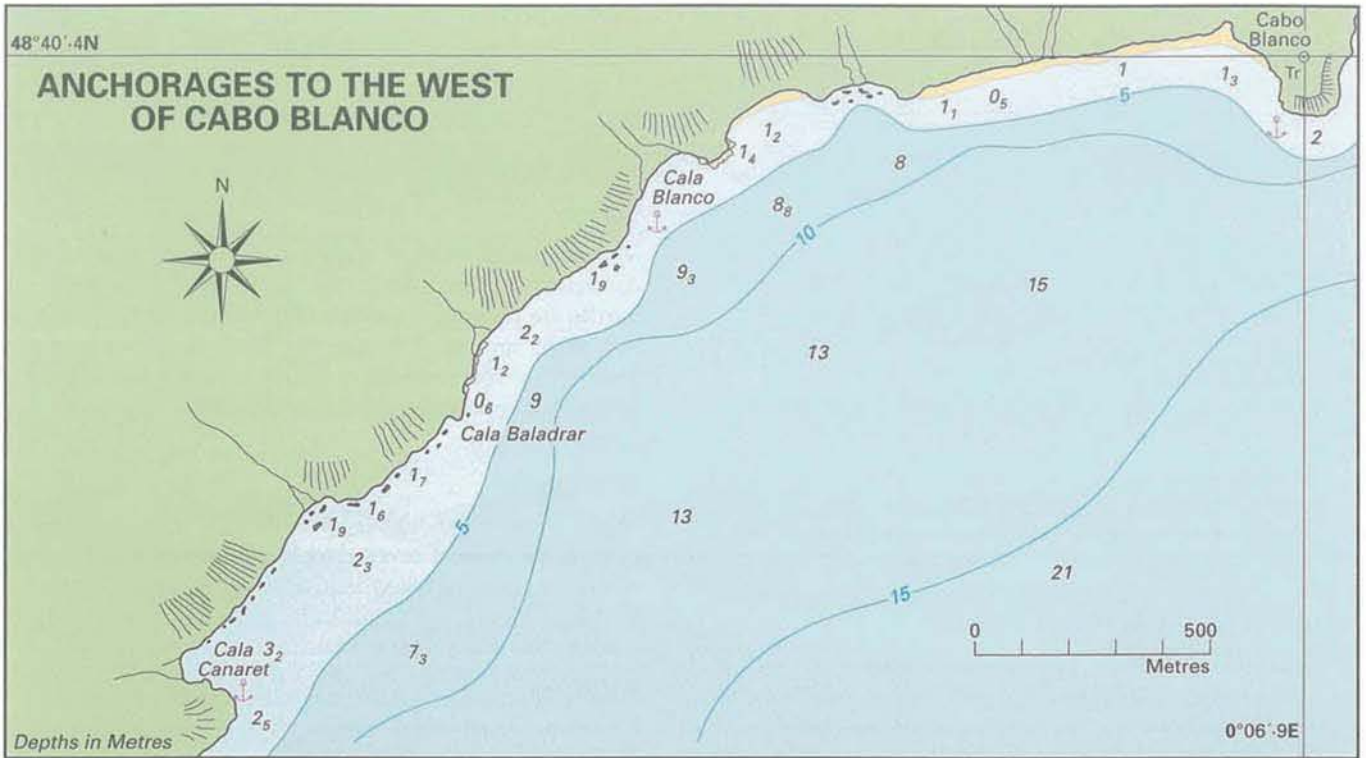 48°40´·4N
ANCHORAGES TO THE WEST
OF CABO BLANCO
Cabo
Blanco
Tr
N
1
1₃
0₅
1₁
5
2
1₂
1₄
8
Cala
Blanco
8₈
10
9₃
15
1₉
2₂
13
1₂
0₆
9
Cala Baladrar
1₇
1₆
1₉
5
13
2₃
21
15
0
500
Metres
7₃
Cala 3₂
Canaret
2₅
0°06´·9E
Depths in Metres